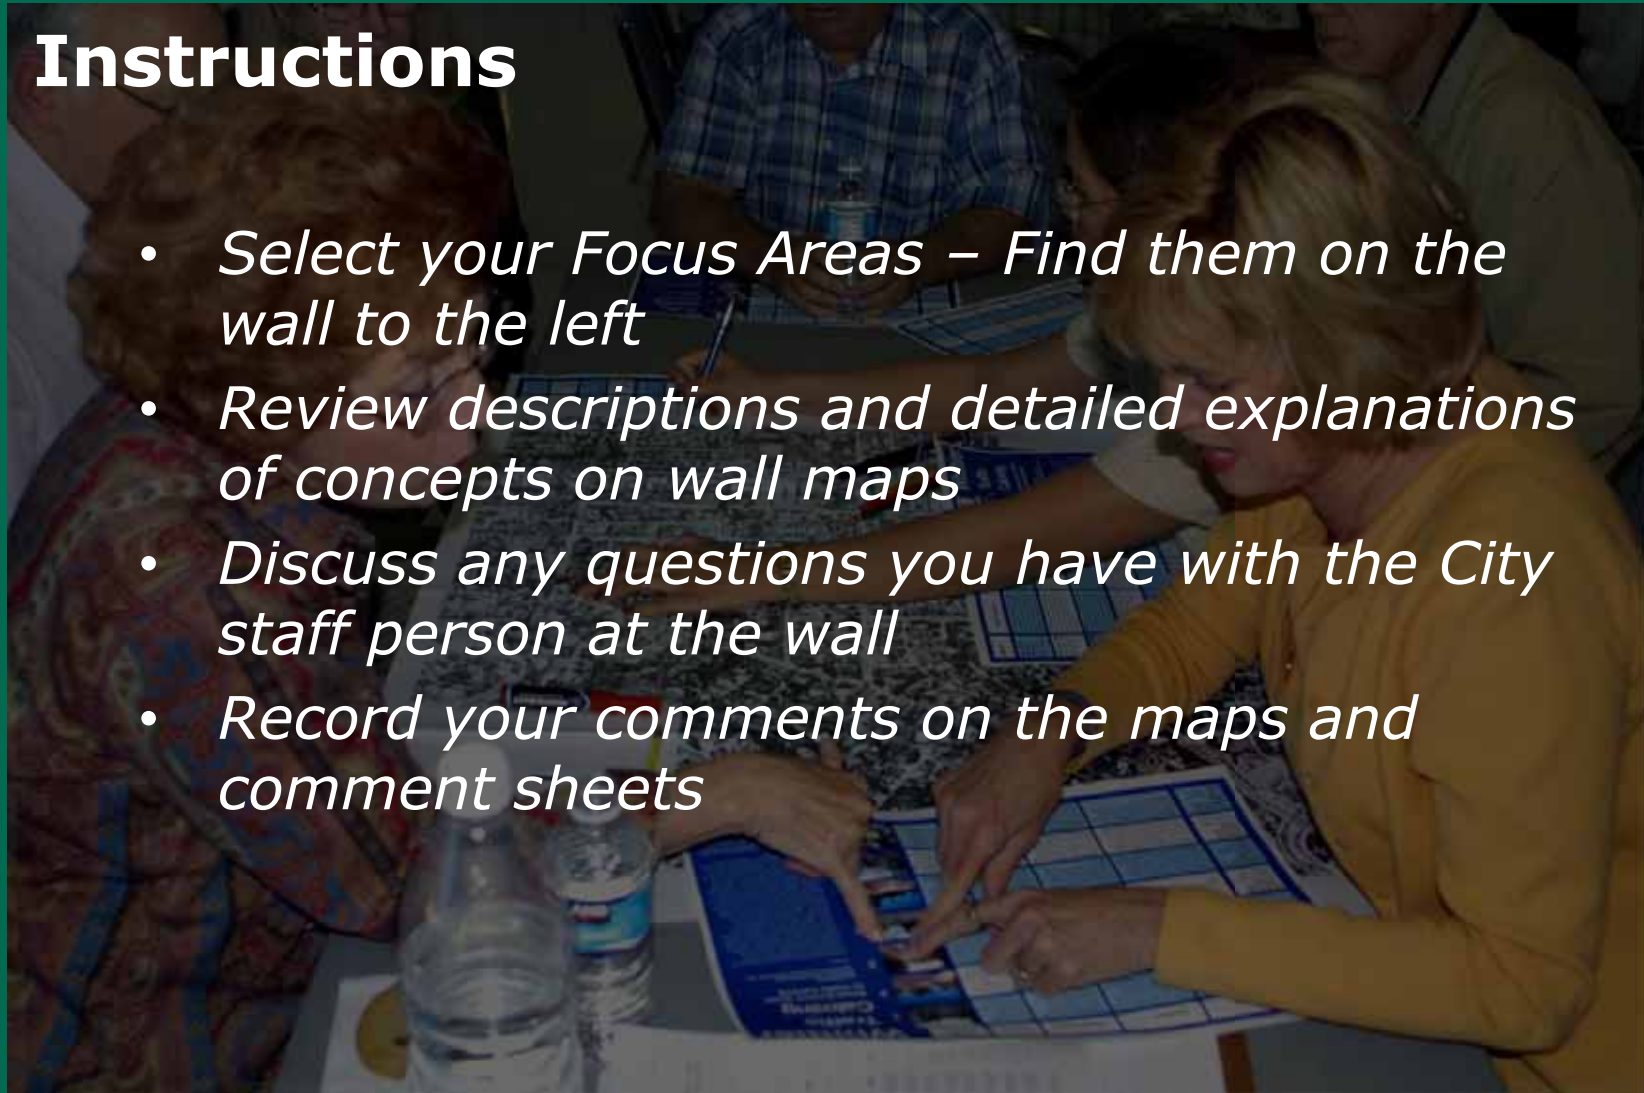 Instructions
• Select your Focus Areas – Find them on the
wall to the left
• Review descriptions and detailed explanations
of concepts on wall maps
• Discuss any questions you have with the City
staff person at the wall
• Record your comments on the maps and
comment sheets